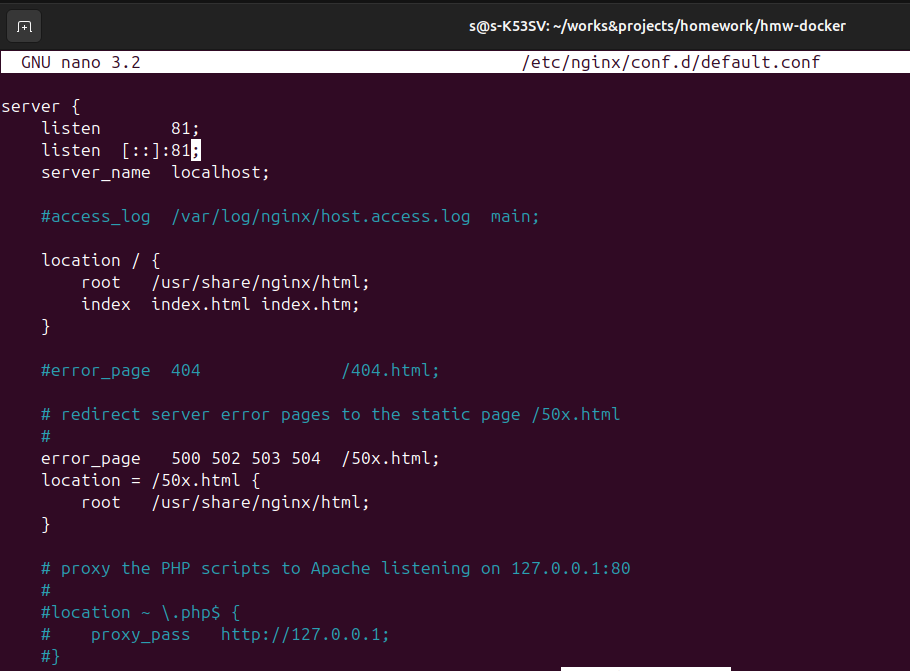 s@s-K53SV: ~/works&projects/homework/hmw-docker
GNU nano 3.2 /etc/nginx/conf.d/default.conf
server {
    listen       81;
    listen  [::]:81;
    server_name  localhost;
    #access_log  /var/log/nginx/host.access.log  main;
    location / {
        root   /usr/share/nginx/html;
        index  index.html index.htm;
    }
    #error_page  404              /404.html;
    # redirect server error pages to the static page /50x.html
    #
    error_page   500 502 503 504  /50x.html;
    location = /50x.html {
        root   /usr/share/nginx/html;
    }
    # proxy the PHP scripts to Apache listening on 127.0.0.1:80
    #
    #location ~ \.php$ {
    #    proxy_pass   http://127.0.0.1;
    #}